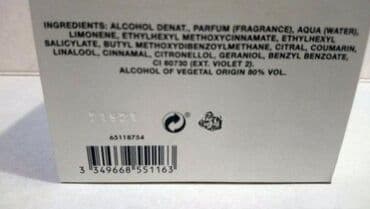 INGREDIENTS: ALCOHOL DENAT., PARFUM (FRAGRANCE), AQUA (WATER),
LIMONENE, ETHYLHEXYL METHOXYCINNAMATE, ETHYLHEXYL
SALICYLATE, BUTYL METHOXYDIBENZOYLMETHANE, CITRAL, COUMARIN,
LINALOOL, CINNAMAL, CITRONELLOL, GERANIOL, BENZYL BENZOATE,
CI 60730 (EXT. VIOLET 2).
ALCOHOL OF VEGETAL ORIGIN 80% VOL.
65118754
3 349668 551163